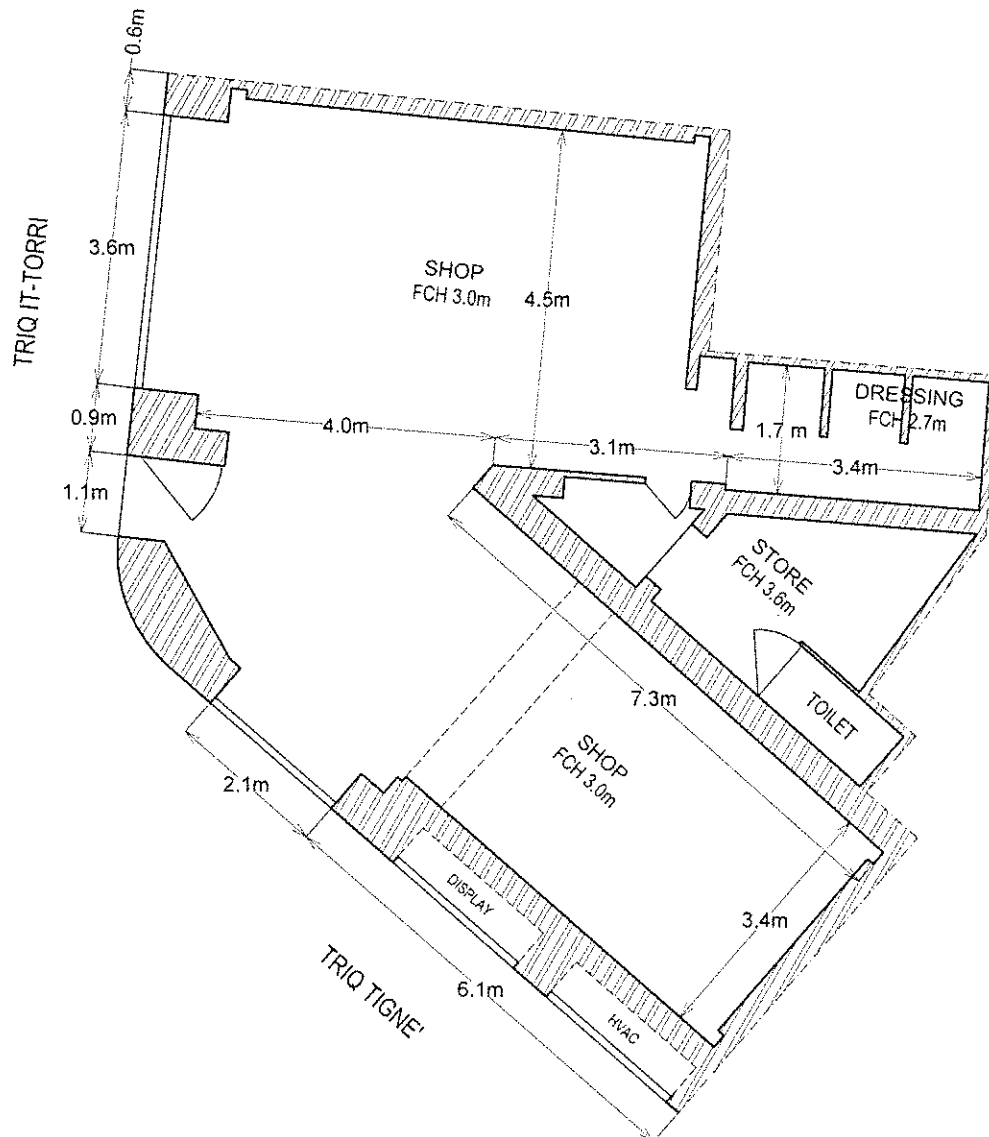 0.6m
3.6m
TRIQ IT-TORRI
SHOP
FCH 3.0m
4.5m
0.9m
4.0m
3.1m
1.7 m
DRESSING
FCH 2.7m
3.4m
1.1m
STORE
FCH 3.6m
7.3m
TOILET
SHOP
FCH 3.0m
2.1m
DISPLAY
3.4m
6.1m
HVAC
TRIQ TIGNE'